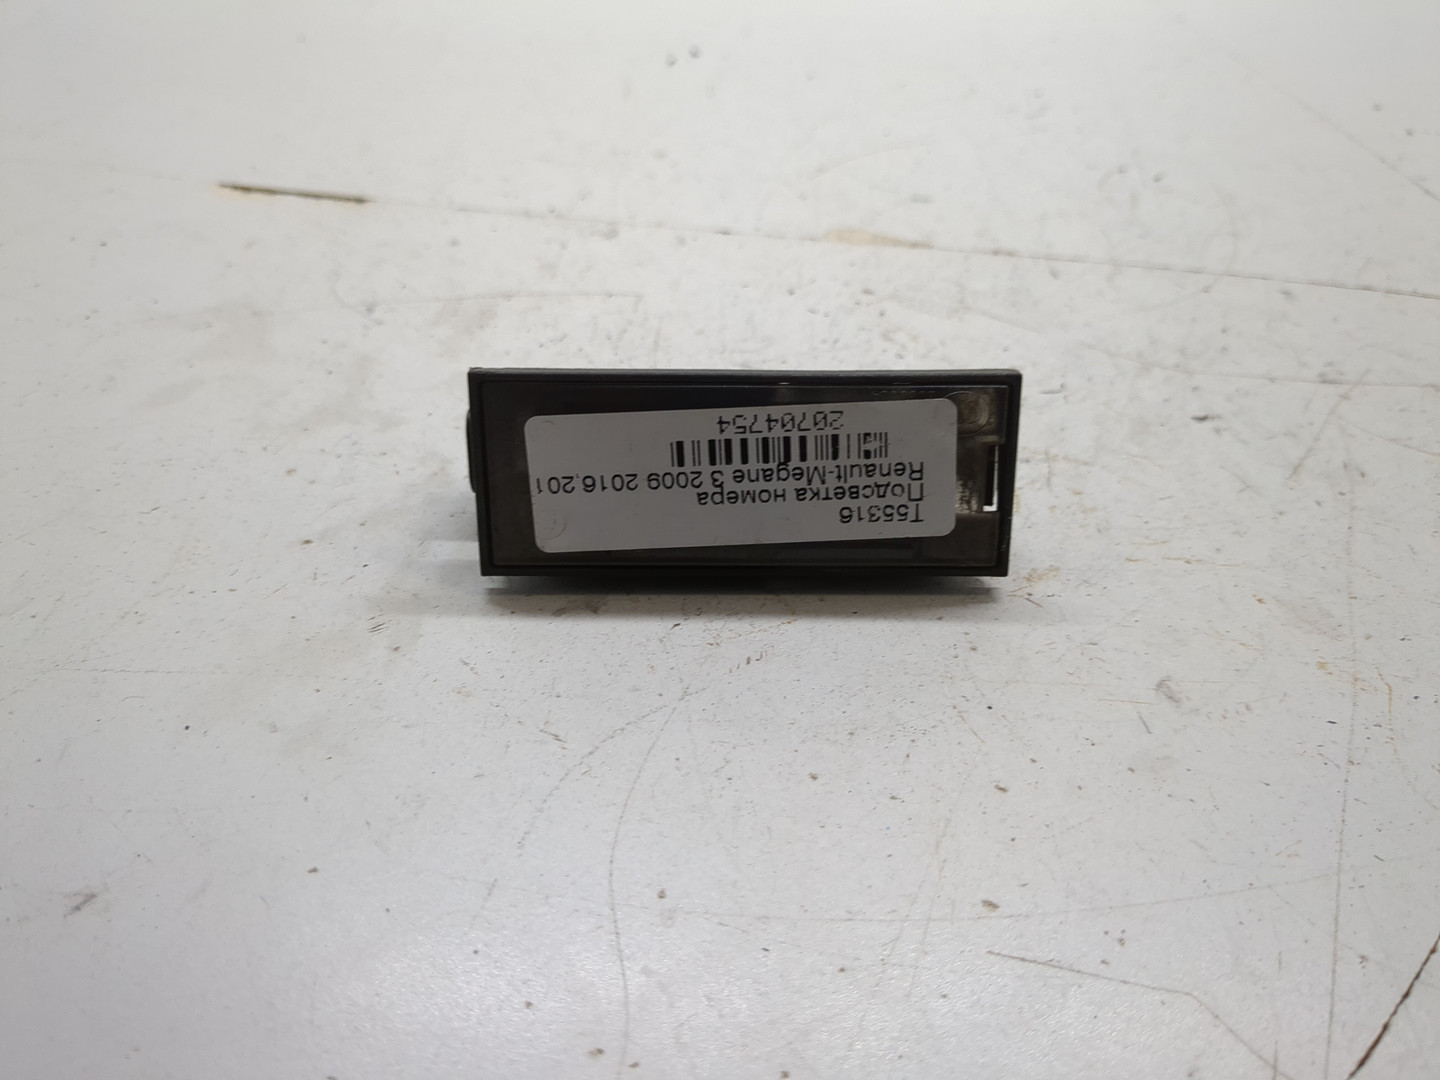 T55316
Подсветка номера
Renault-Megane 3 2009 2016,201
20704754